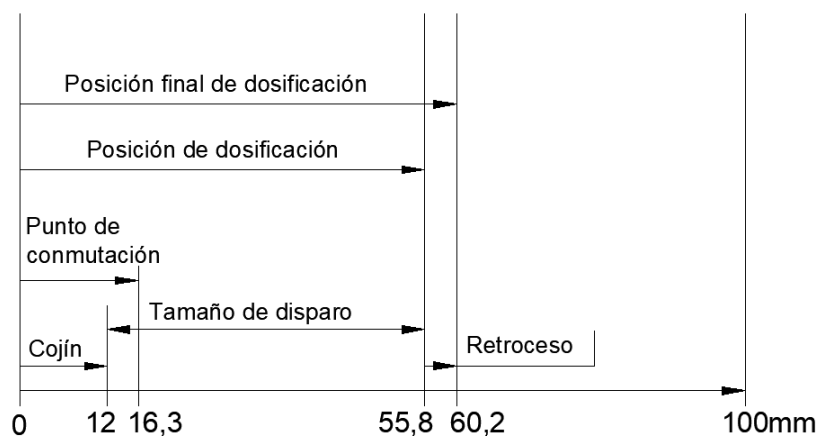 Posición final de dosificación
Posición de dosificación
Punto de
conmutación
Tamaño de disparo
Cojín
Retroceso
0 12 16,3 55,8 60,2 100mm